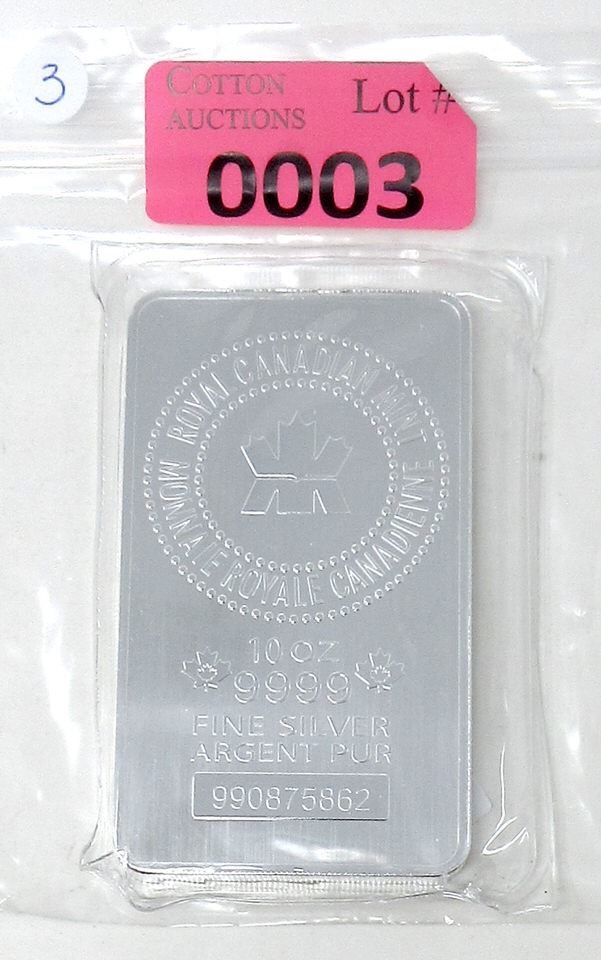 3
COTTON
AUCTIONS
Lot #
0003
ROYAL CANADIAN MINT
MONNAIE ROYALE CANADIENNE
10 OZ
9999
FINE SILVER
ARGENT PUR
990875862